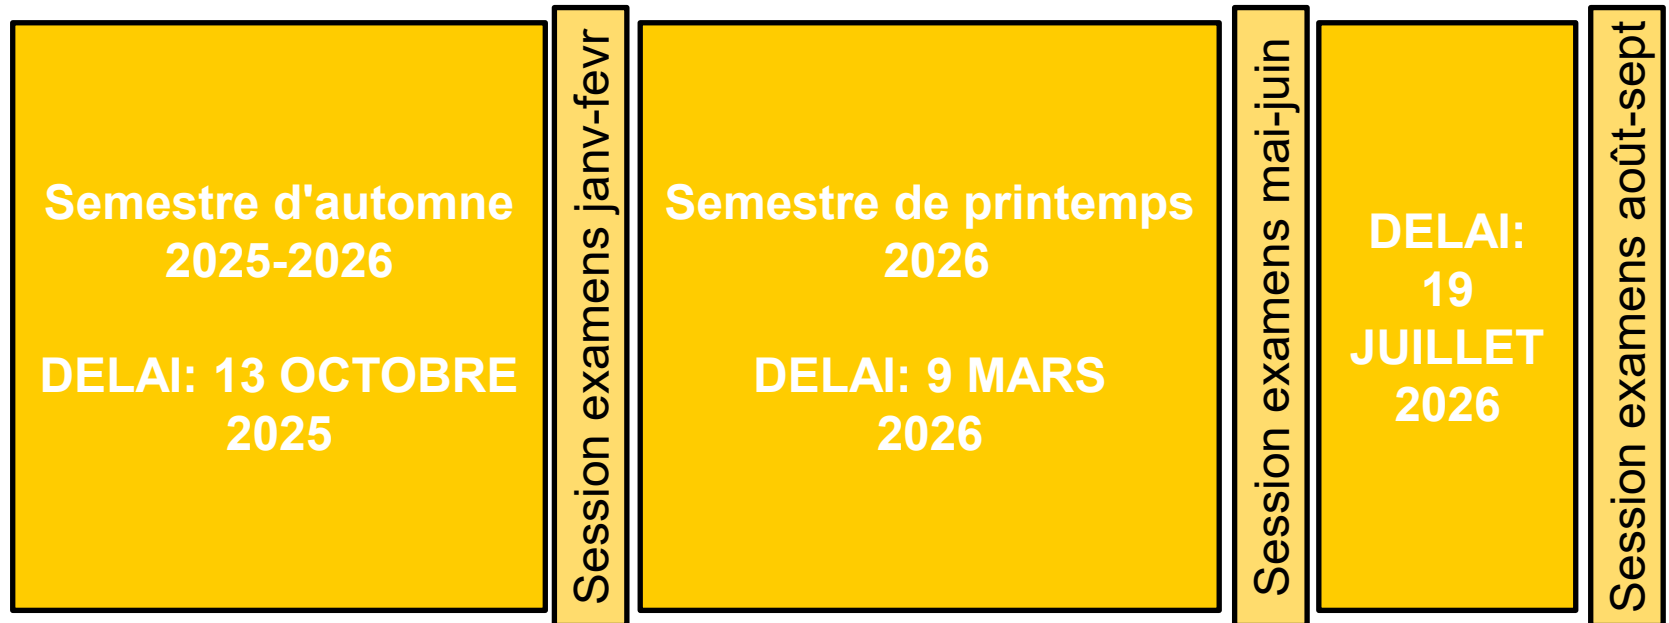 Semestre d'automne
2025-2026
DELAI: 13 OCTOBRE
2025
Session examens janv-fevr
Semestre de printemps
2026
DELAI: 9 MARS
2026
Session examens mai-juin
DELAI:
19
JUILLET
2026
Session examens août-sept